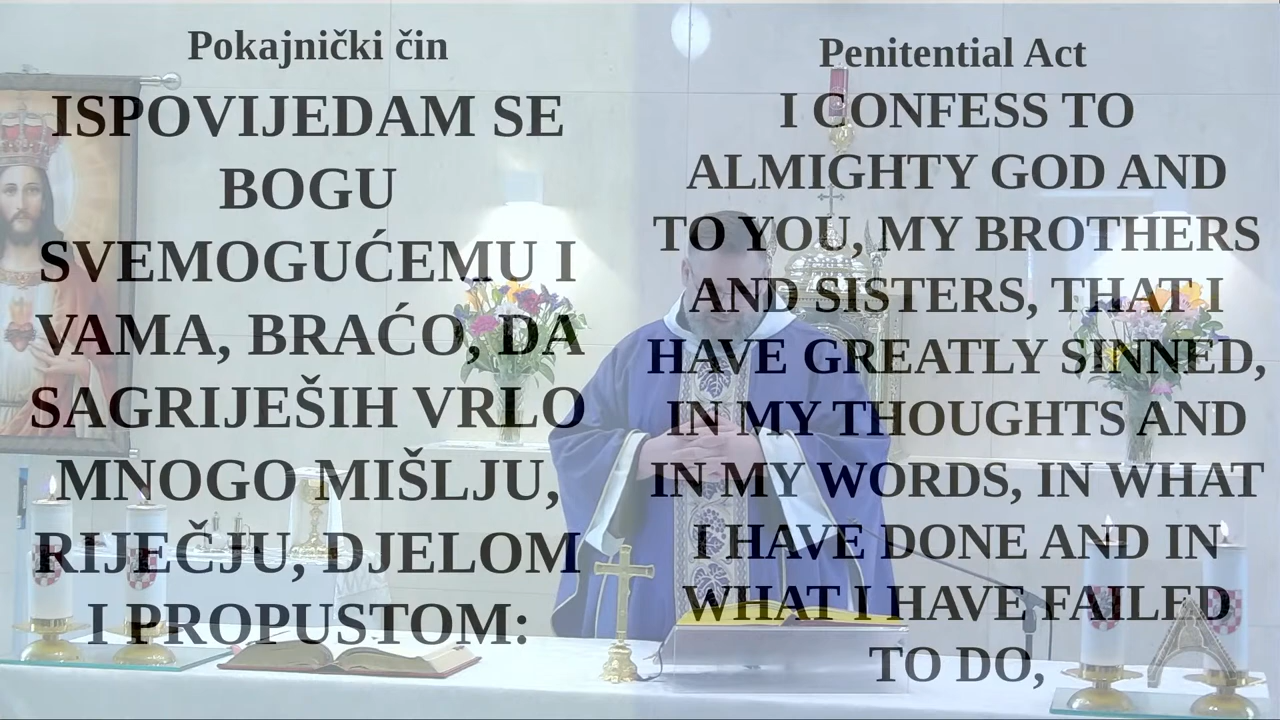 Pokajnički čin
ISPOVIJEDAM SE
BOGU
SVEMOGUĆEMU I
VAMA, BRAĆO, DA
SAGRIJEŠIH VRLO
MNOGO MIŠLJU,
RIJEČJU, DJELOM
I PROPUSTOM:
Penitential Act
I CONFESS TO
ALMIGHTY GOD AND
TO YOU, MY BROTHERS
AND SISTERS, THAT I
HAVE GREATLY SINNED,
IN MY THOUGHTS AND
IN MY WORDS, IN WHAT
I HAVE DONE AND IN
WHAT I HAVE FAILED
TO DO,